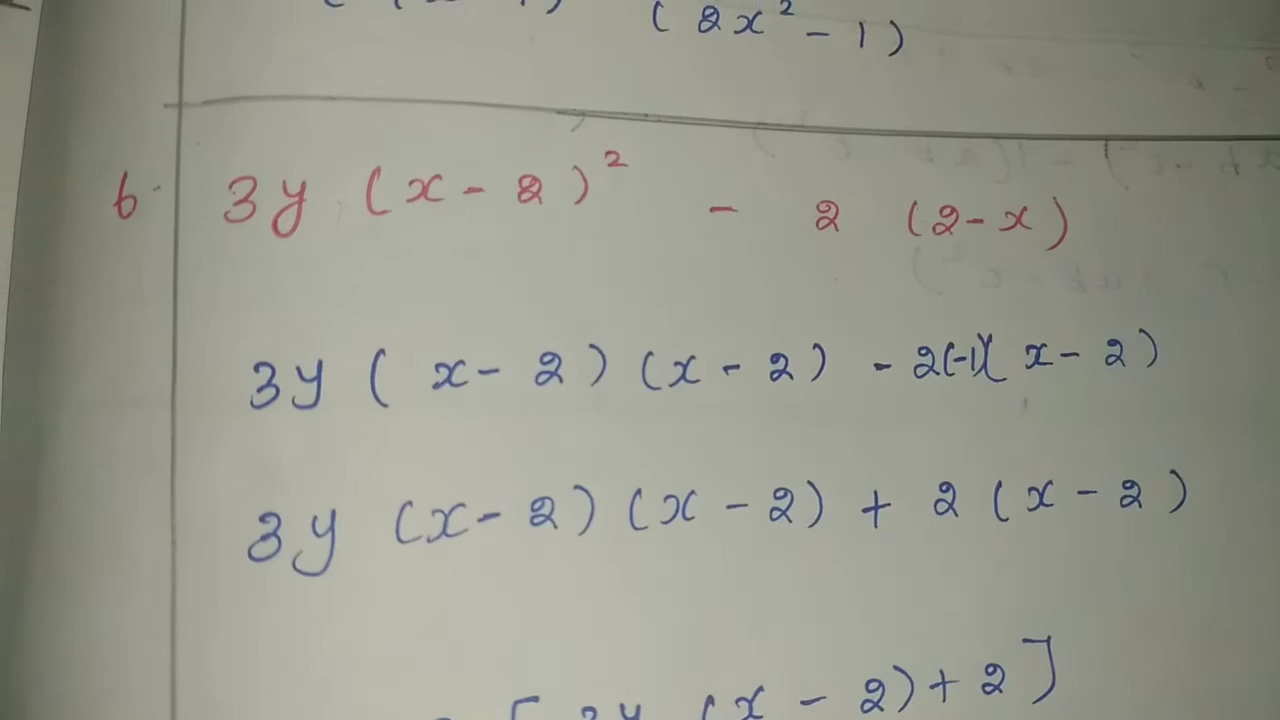 (2x² - 1)
6. 3y (x - 2)² - 2 (2 - x)
3y (x - 2) (x - 2) - 2(-1)(x - 2)
3y (x - 2) (x - 2) + 2 (x - 2)
[3y (x - 2) + 2]